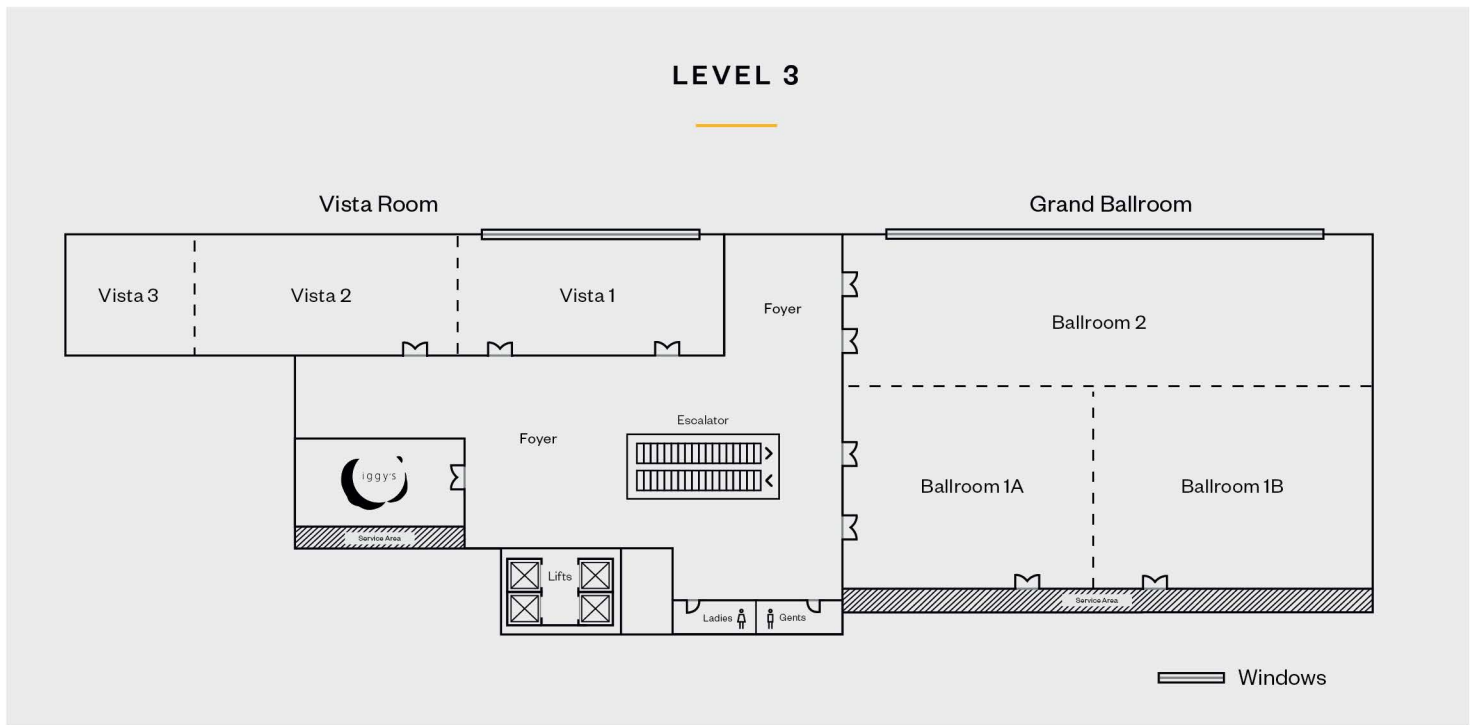 LEVEL 3
Vista Room
Grand Ballroom
Vista 3
Vista 2
Vista 1
Foyer
Ballroom 2
Escalator
Foyer
iggy's
Ballroom 1A
Ballroom 1B
Service Area
Lifts
Service Area
Ladies
Gents
Windows